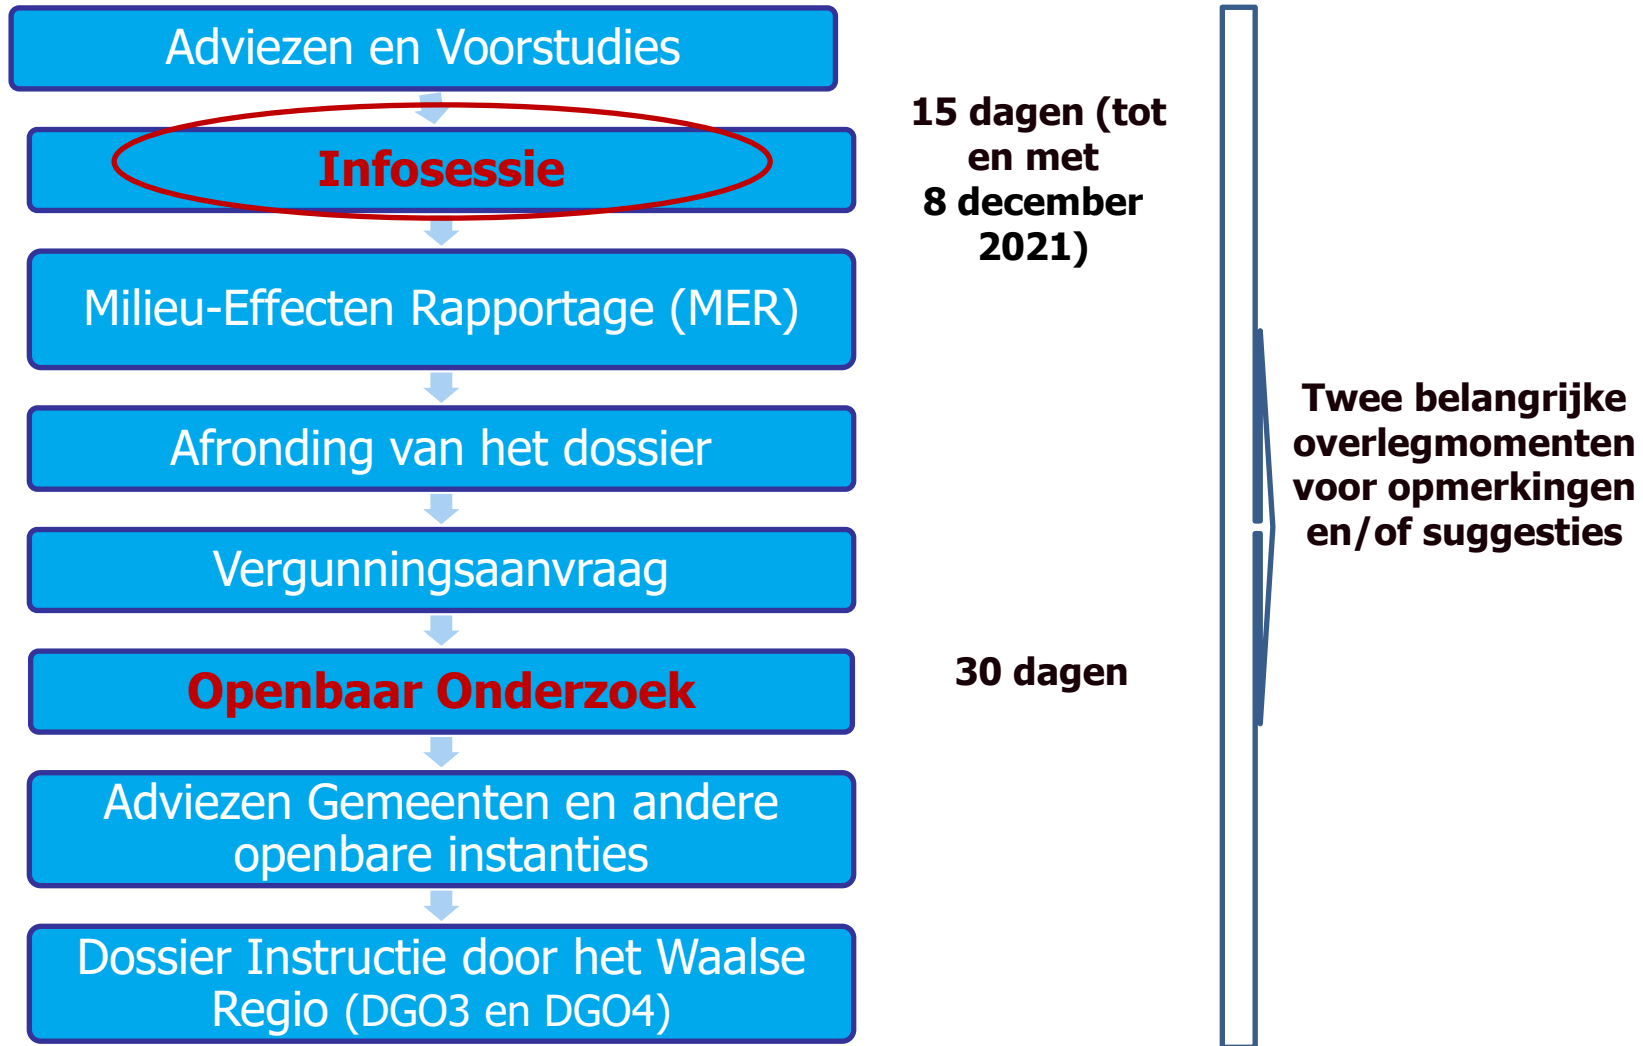 Adviezen en Voorstudies
Infosessie
15 dagen (tot
en met
8 december
2021)
Milieu-Effecten Rapportage (MER)
Afronding van het dossier
Twee belangrijke
overlegmomenten
voor opmerkingen
en/of suggesties
Vergunningsaanvraag
Openbaar Onderzoek
30 dagen
Adviezen Gemeenten en andere
openbare instanties
Dossier Instructie door het Waalse
Regio (DGO3 en DGO4)